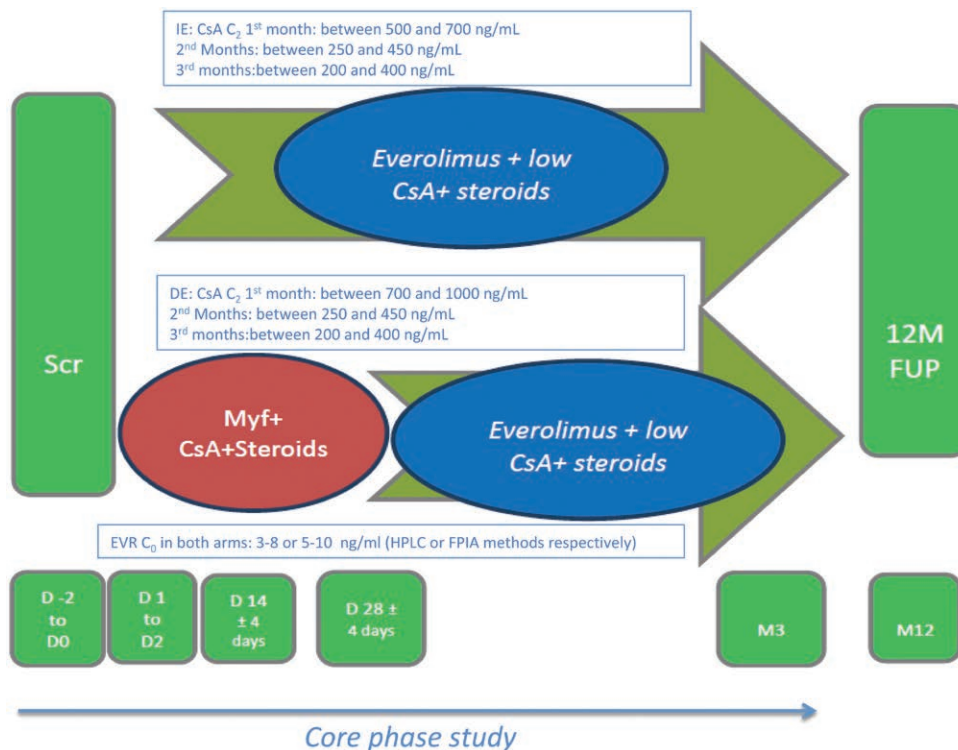 IE: CsA C₂ 1ˢᵗ month: between 500 and 700 ng/mL
2ⁿᵈ Months: between 250 and 450 ng/mL
3ʳᵈ months:between 200 and 400 ng/mL
Everolimus + low
CsA+ steroids
DE: CsA C₂ 1ˢᵗ month: between 700 and 1000 ng/mL
2ⁿᵈ Months: between 250 and 450 ng/mL
3ʳᵈ months:between 200 and 400 ng/mL
Scr
12M
FUP
Myf+
CsA+Steroids
Everolimus + low
CsA+ steroids
EVR C₀ in both arms: 3-8 or 5-10 ng/ml (HPLC or FPIA methods respectively)
D -2
to
D0
D 1
to
D2
D 14
± 4
days
D 28 ±
4 days
M3
M12
Core phase study